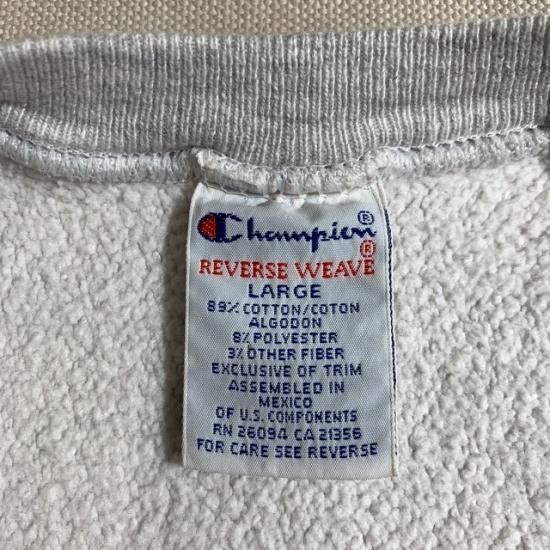 Champion®
REVERSE WEAVE®
LARGE
89% COTTON/COTON
ALGODON
8% POLYESTER
3% OTHER FIBER
EXCLUSIVE OF TRIM
ASSEMBLED IN
MEXICO
OF U.S. COMPONENTS
RN 26094 CA 21356
FOR CARE SEE REVERSE